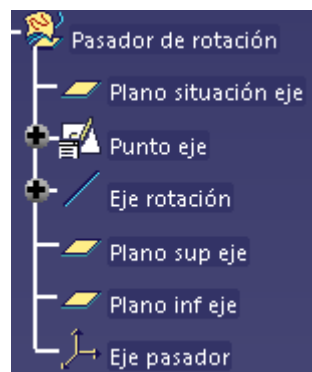 Pasador de rotación
Plano situación eje
Punto eje
Eje rotación
Plano sup eje
Plano inf eje
Eje pasador